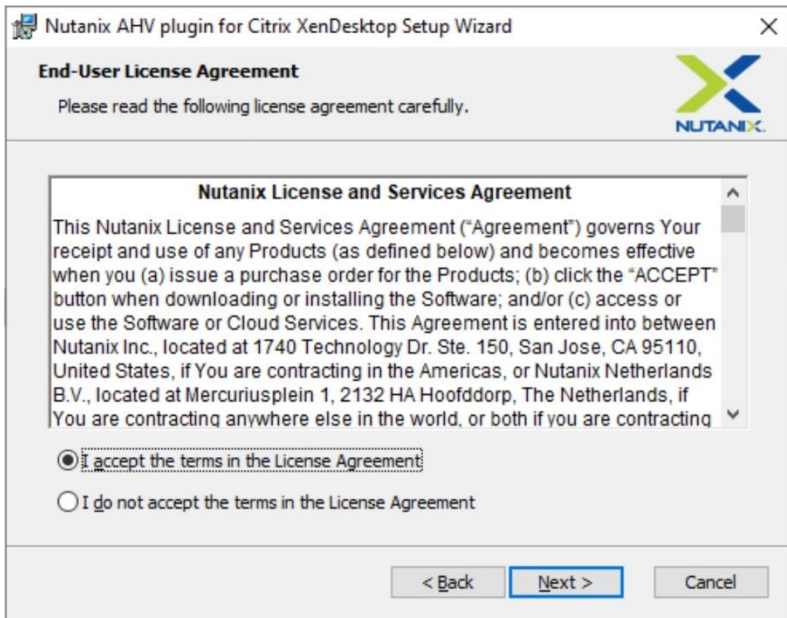 Nutanix AHV plugin for Citrix XenDesktop Setup Wizard
End-User License Agreement
Please read the following license agreement carefully.
NUTANIX.
Nutanix License and Services Agreement
This Nutanix License and Services Agreement (“Agreement”) governs Your
receipt and use of any Products (as defined below) and becomes effective
when you (a) issue a purchase order for the Products; (b) click the “ACCEPT”
button when downloading or installing the Software; and/or (c) access or
use the Software or Cloud Services. This Agreement is entered into between
Nutanix Inc., located at 1740 Technology Dr. Ste. 150, San Jose, CA 95110,
United States, if You are contracting in the Americas, or Nutanix Netherlands
B.V., located at Mercuriusplein 1, 2132 HA Hoofddorp, The Netherlands, if
You are contracting anywhere else in the world, or both if you are contracting
I accept the terms in the License Agreement
I do not accept the terms in the License Agreement
< Back Next > Cancel